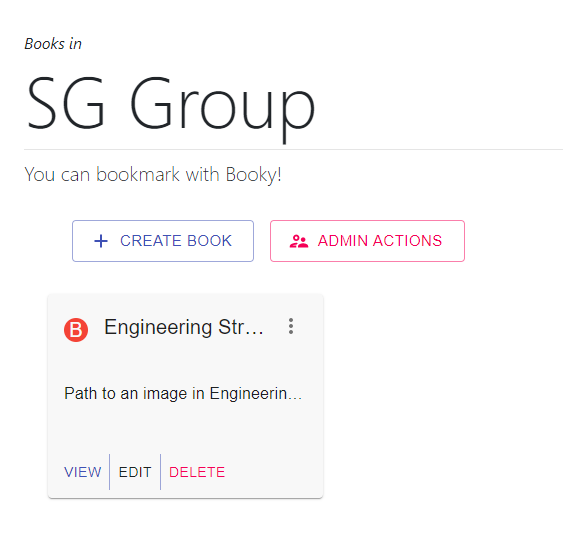 Books in
SG Group
You can bookmark with Booky!
CREATE BOOK
ADMIN ACTIONS
B
Engineering Str...
Path to an image in Engineerin...
VIEW
EDIT
DELETE